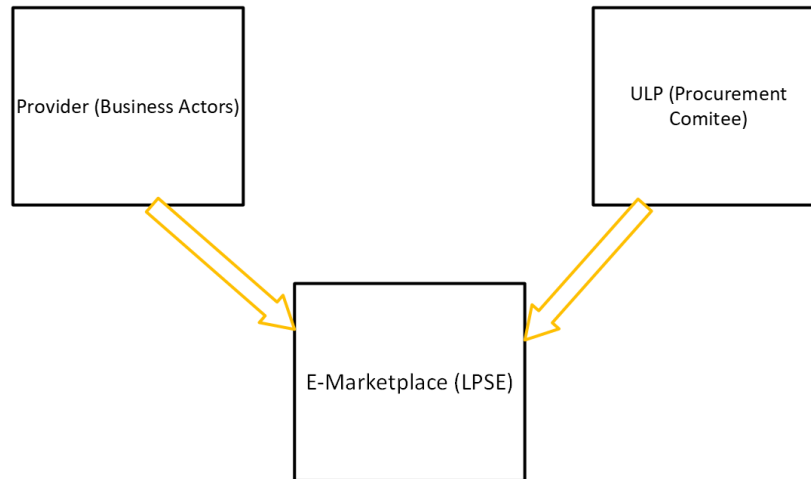 Provider (Business Actors)
ULP (Procurement
Comitee)
E-Marketplace (LPSE)